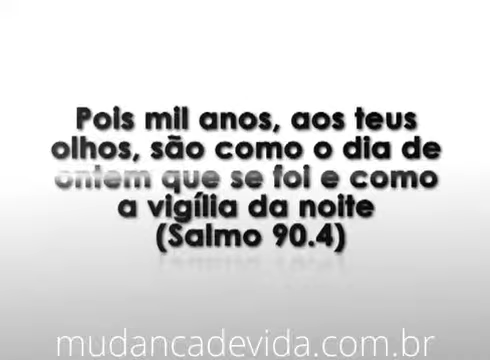 Pois mil anos, aos teus
olhos, são como o dia de
ontem que se foi e como
a vigília da noite
(Salmo 90.4)
mudancadevida.com.br